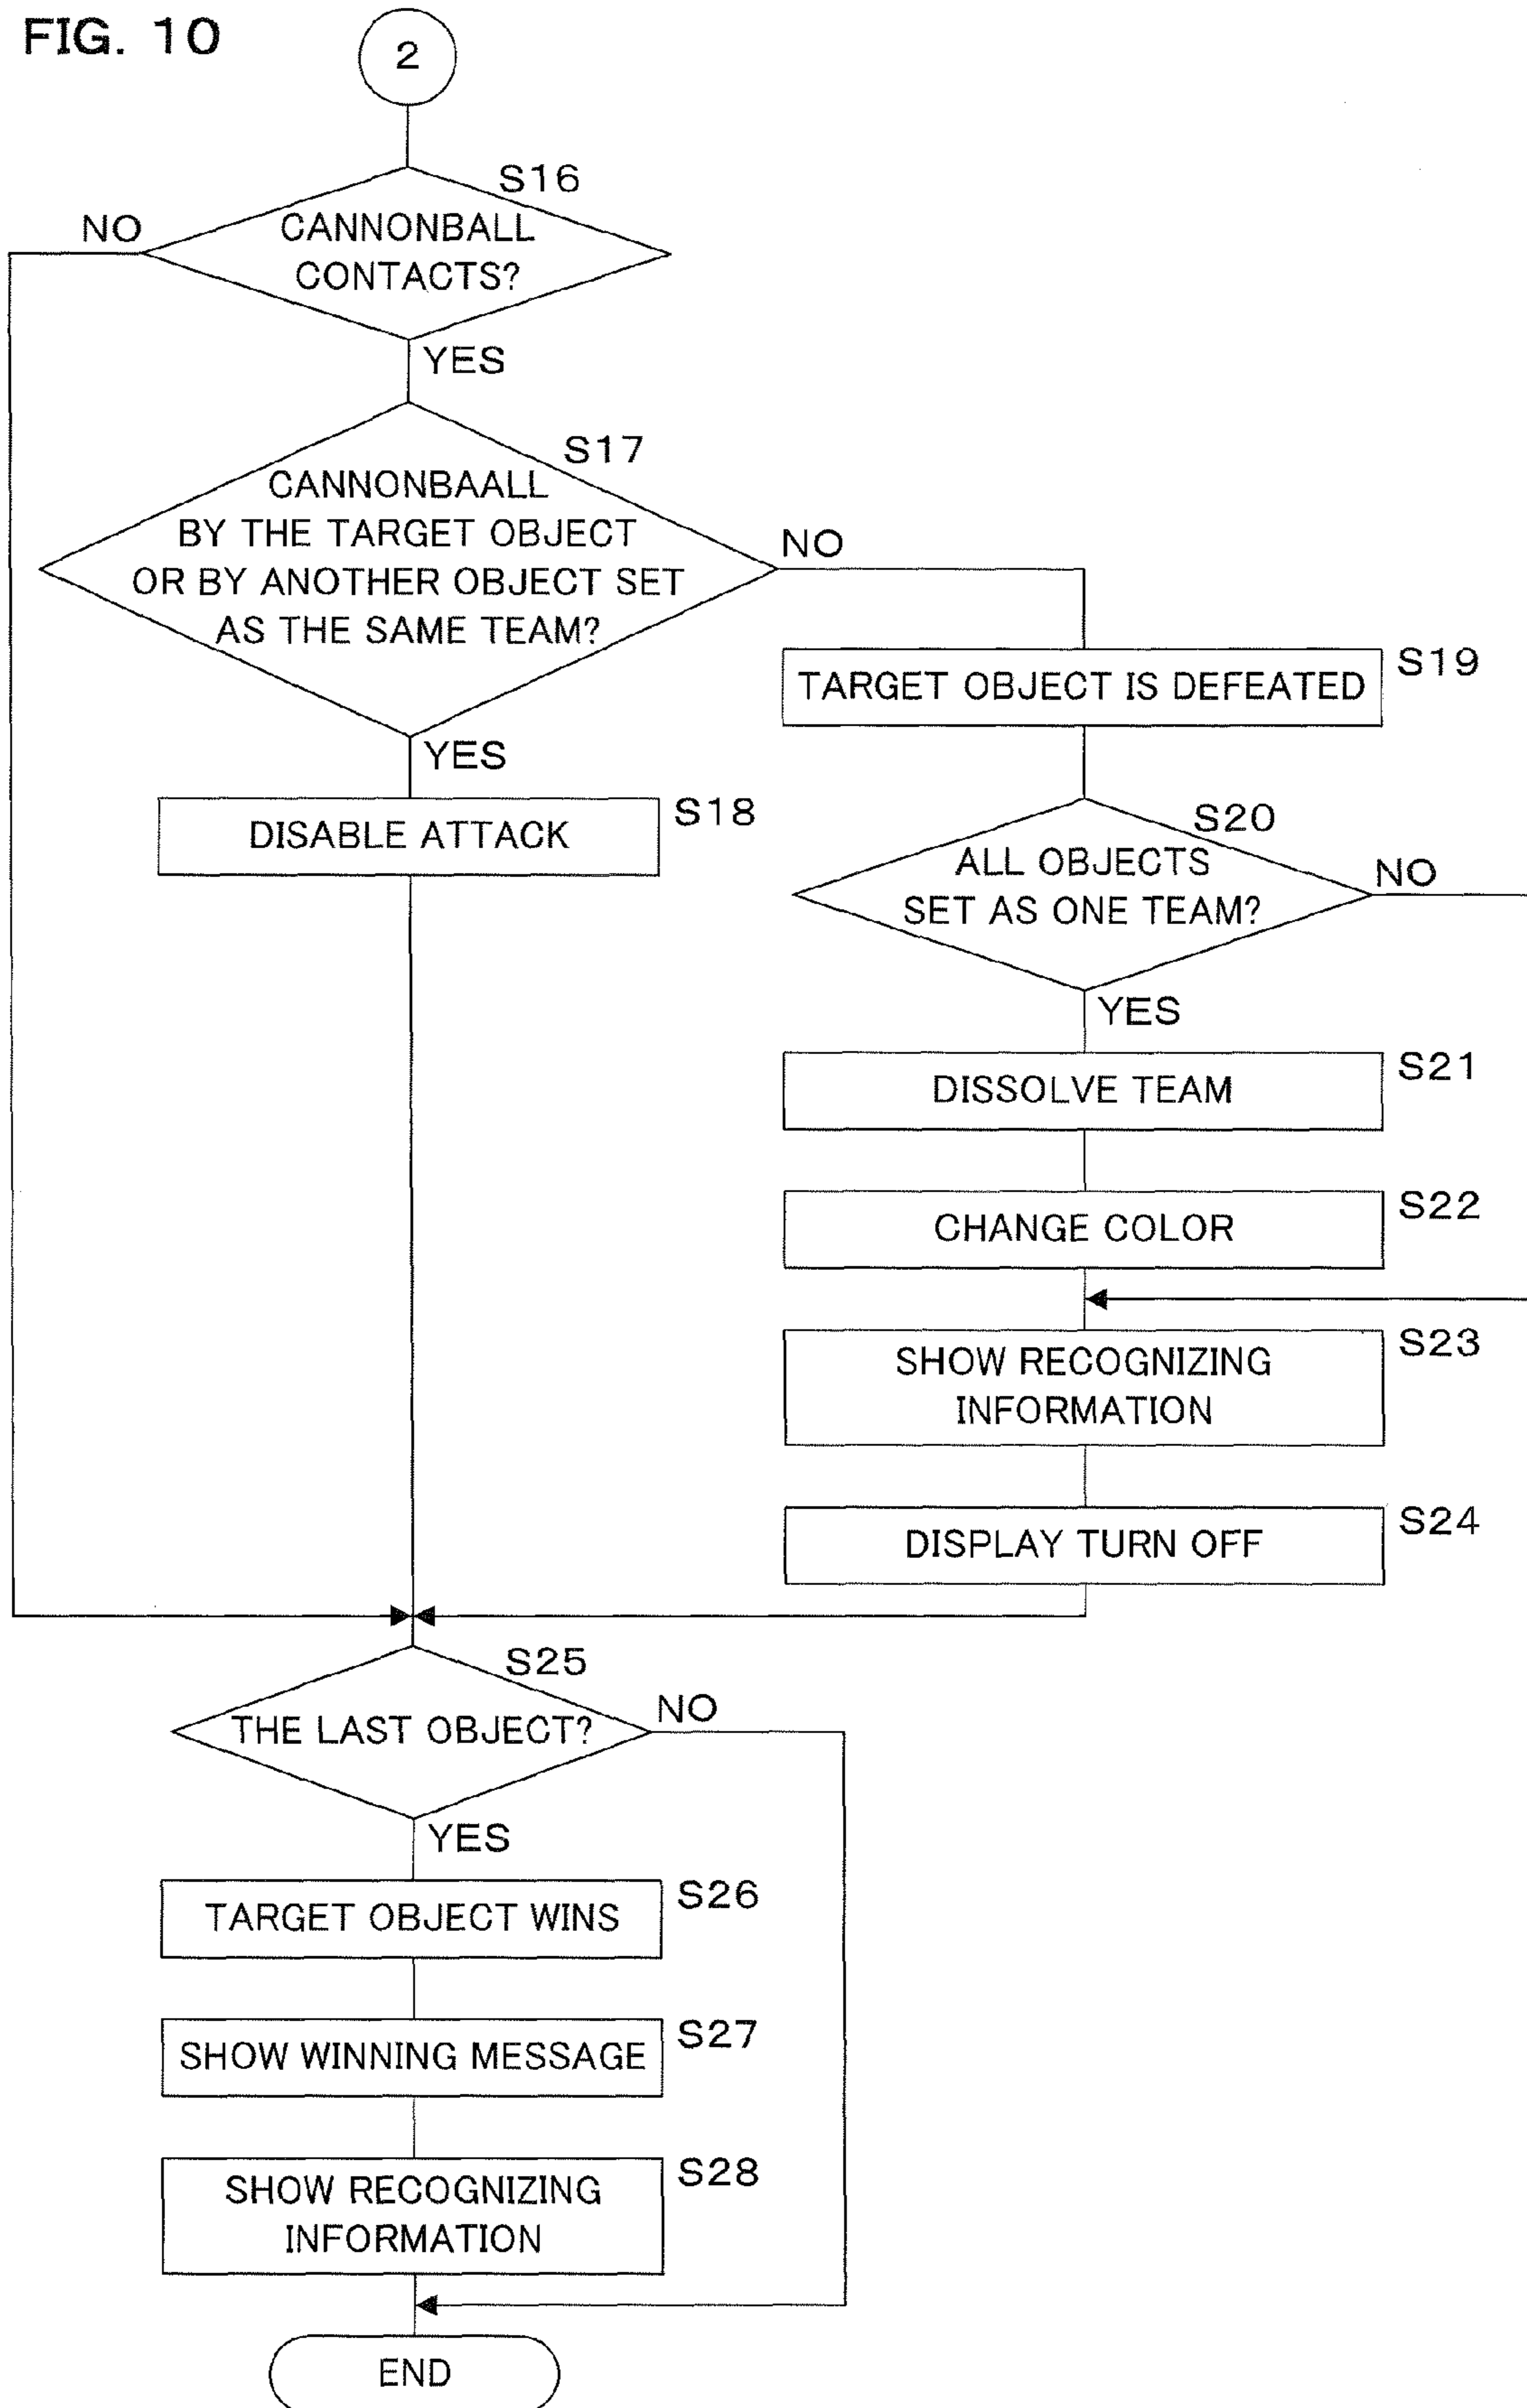 FIG. 10
2
S16
NO
CANNONBALL
CONTACTS?
YES
S17
CANNONBAALL
BY THE TARGET OBJECT
OR BY ANOTHER OBJECT SET
AS THE SAME TEAM?
NO
YES
S18
DISABLE ATTACK
S19
TARGET OBJECT IS DEFEATED
S20
ALL OBJECTS
SET AS ONE TEAM?
NO
YES
S21
DISSOLVE TEAM
S22
CHANGE COLOR
S23
SHOW RECOGNIZING
INFORMATION
S24
DISPLAY TURN OFF
S25
THE LAST OBJECT?
NO
YES
S26
TARGET OBJECT WINS
S27
SHOW WINNING MESSAGE
S28
SHOW RECOGNIZING
INFORMATION
END